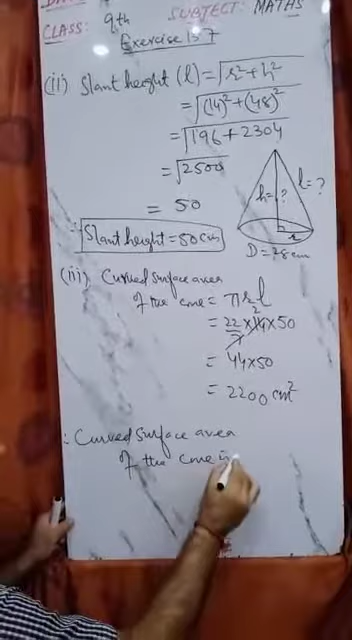 CLASS: 9th SUBJECT: MATHS
Exercise 13.7
(ii) Slant height (l) = √r² + h²
= √(14)² + (48)²
= √196 + 2304
= √2500
= 50
Slant height = 50 cm
h = ?
l = ?
r
D = 28 cm
(iii) Curved surface area
of the cone = πrl
= 22/7 × 14 × 50
2
= 44 × 50
= 2200 cm²
∴ Curved surface area
of the cone is